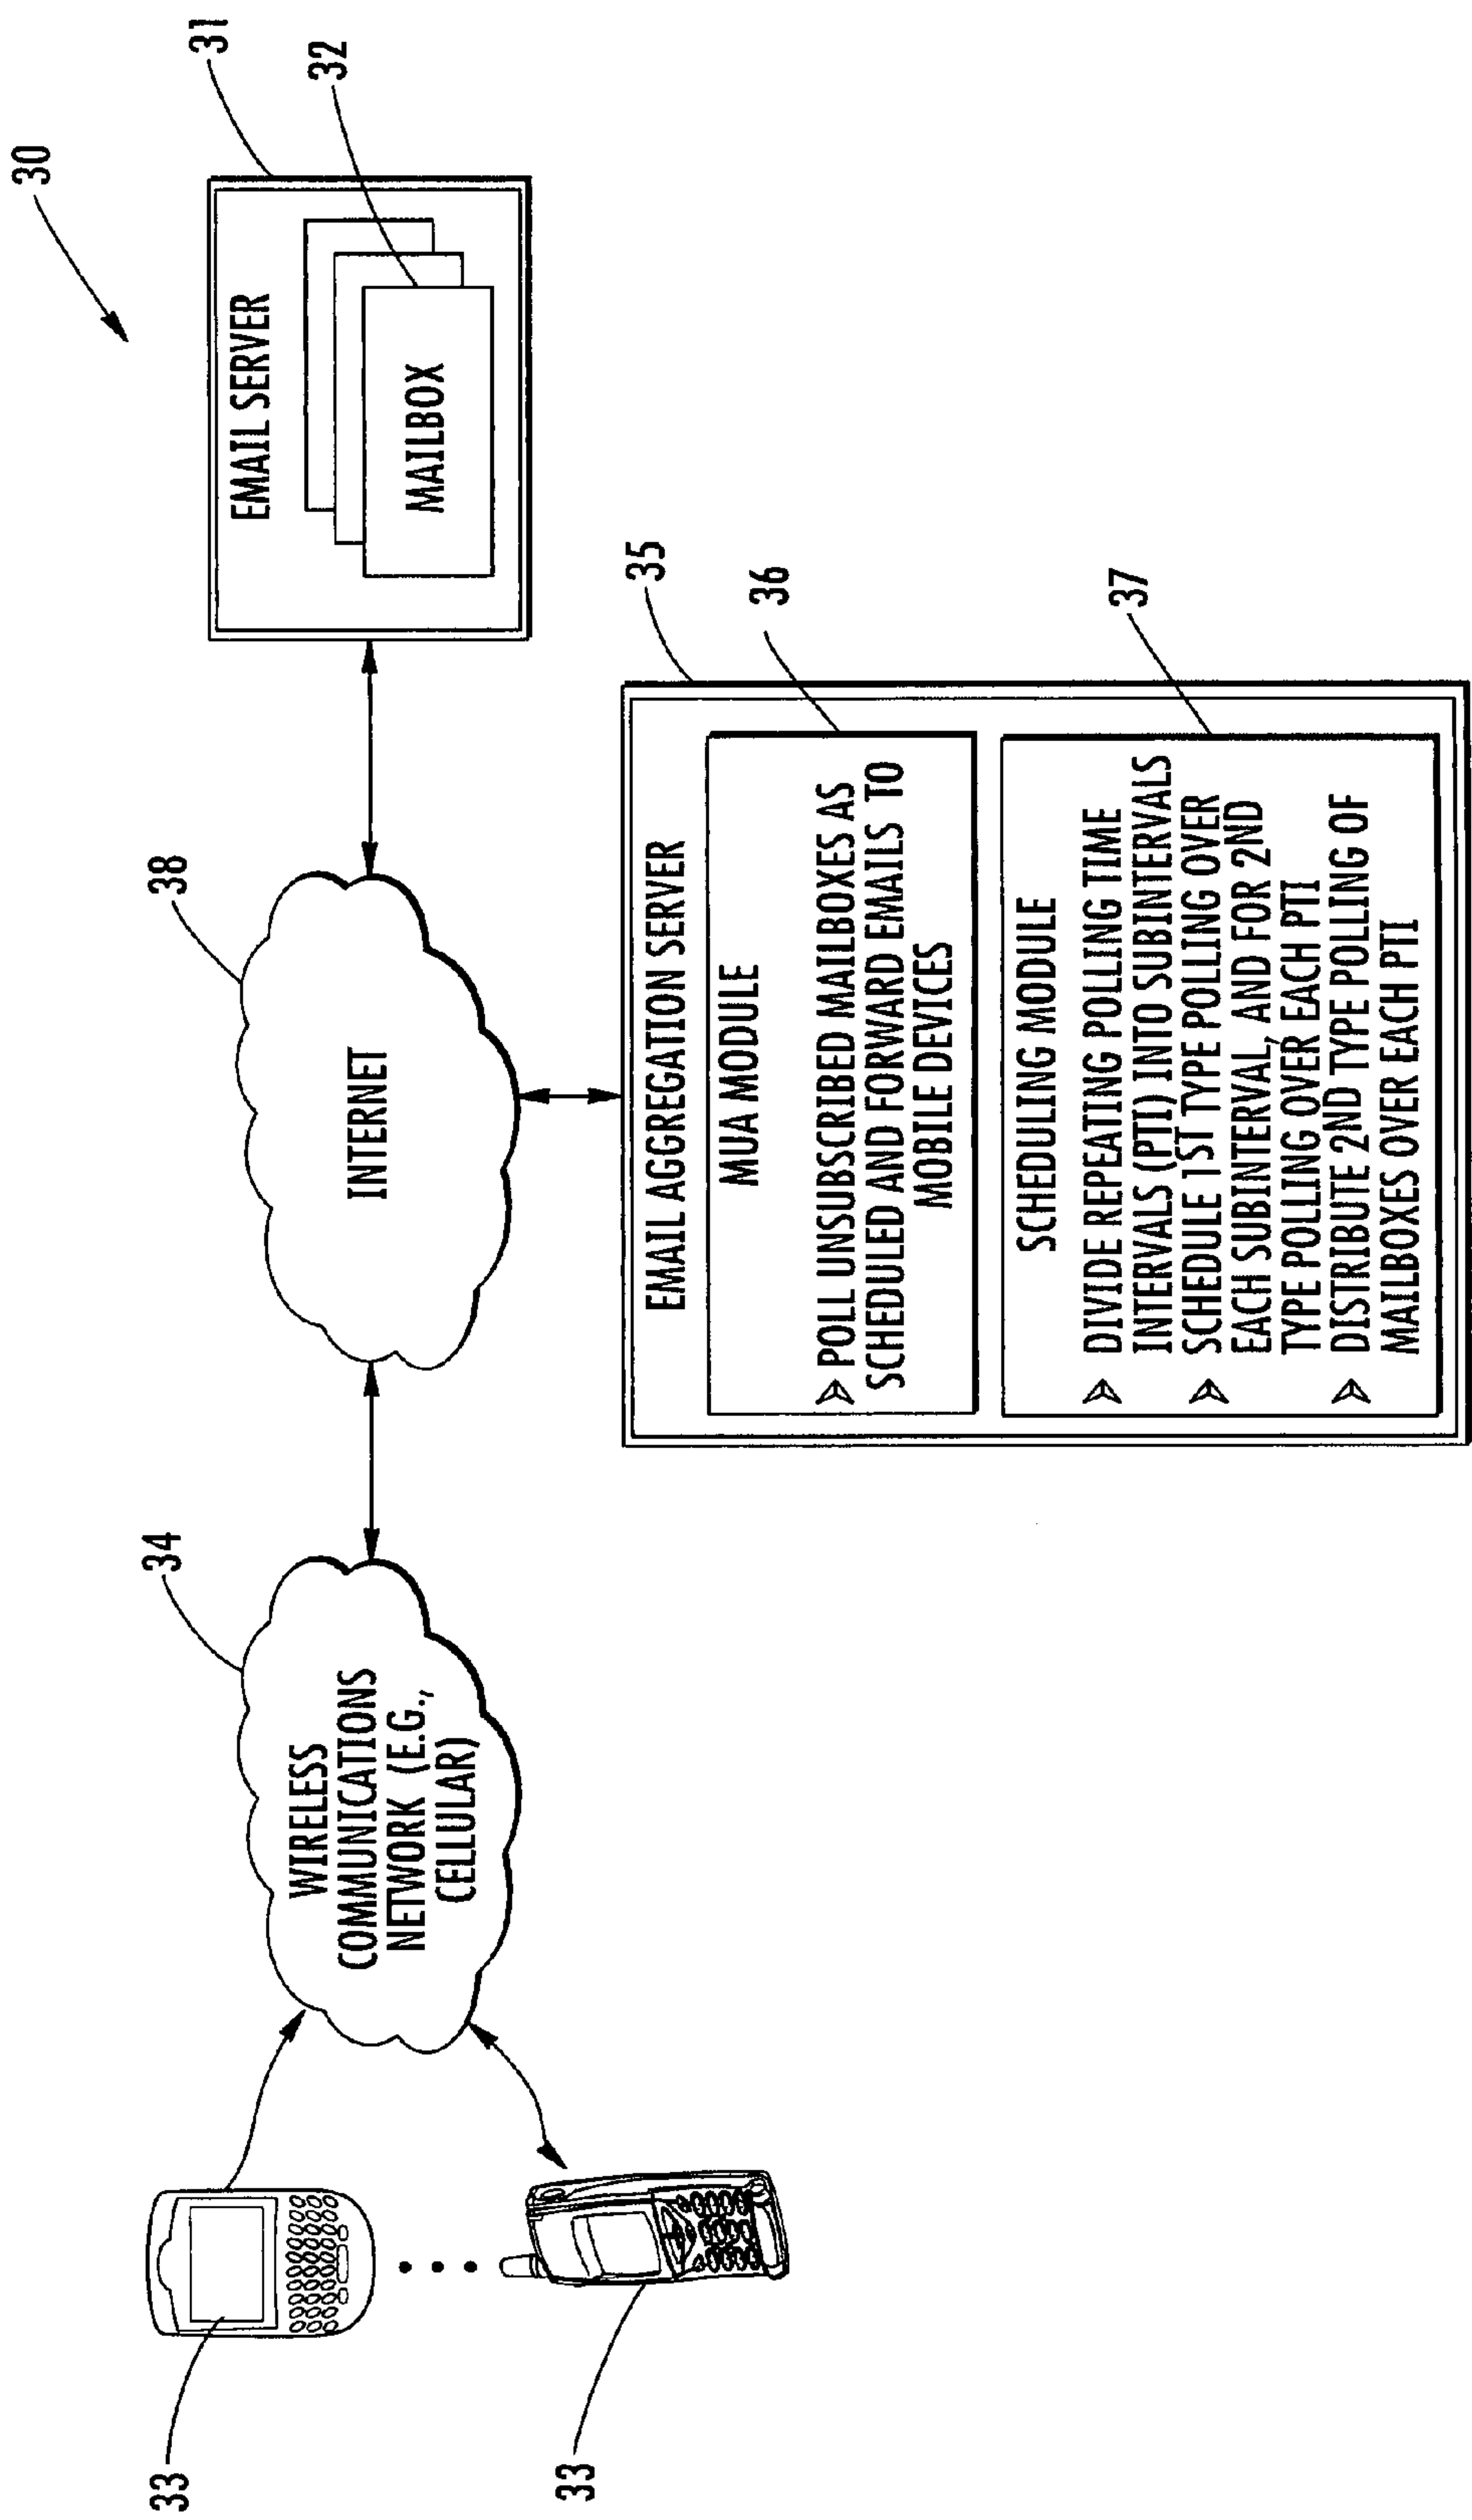 30
31
32
EMAIL SERVER
MAILBOX
38
INTERNET
34
WIRELESS
COMMUNICATIONS
NETWORK (E.G.,
CELLULAR)
33
33
35
36
37
EMAIL AGGREGATION SERVER
MUA MODULE
POLL UNSUBSCRIBED MAILBOXES AS
SCHEDULED AND FORWARD EMAILS TO
MOBILE DEVICES
SCHEDULING MODULE
DIVIDE REPEATING POLLING TIME
INTERVALS (PTI) INTO SUBINTERVALS
SCHEDULE 1ST TYPE POLLING OVER
EACH SUBINTERVAL, AND FOR 2ND
TYPE POLLING OVER EACH PTI
DISTRIBUTE 2ND TYPE POLLING OF
MAILBOXES OVER EACH PTI